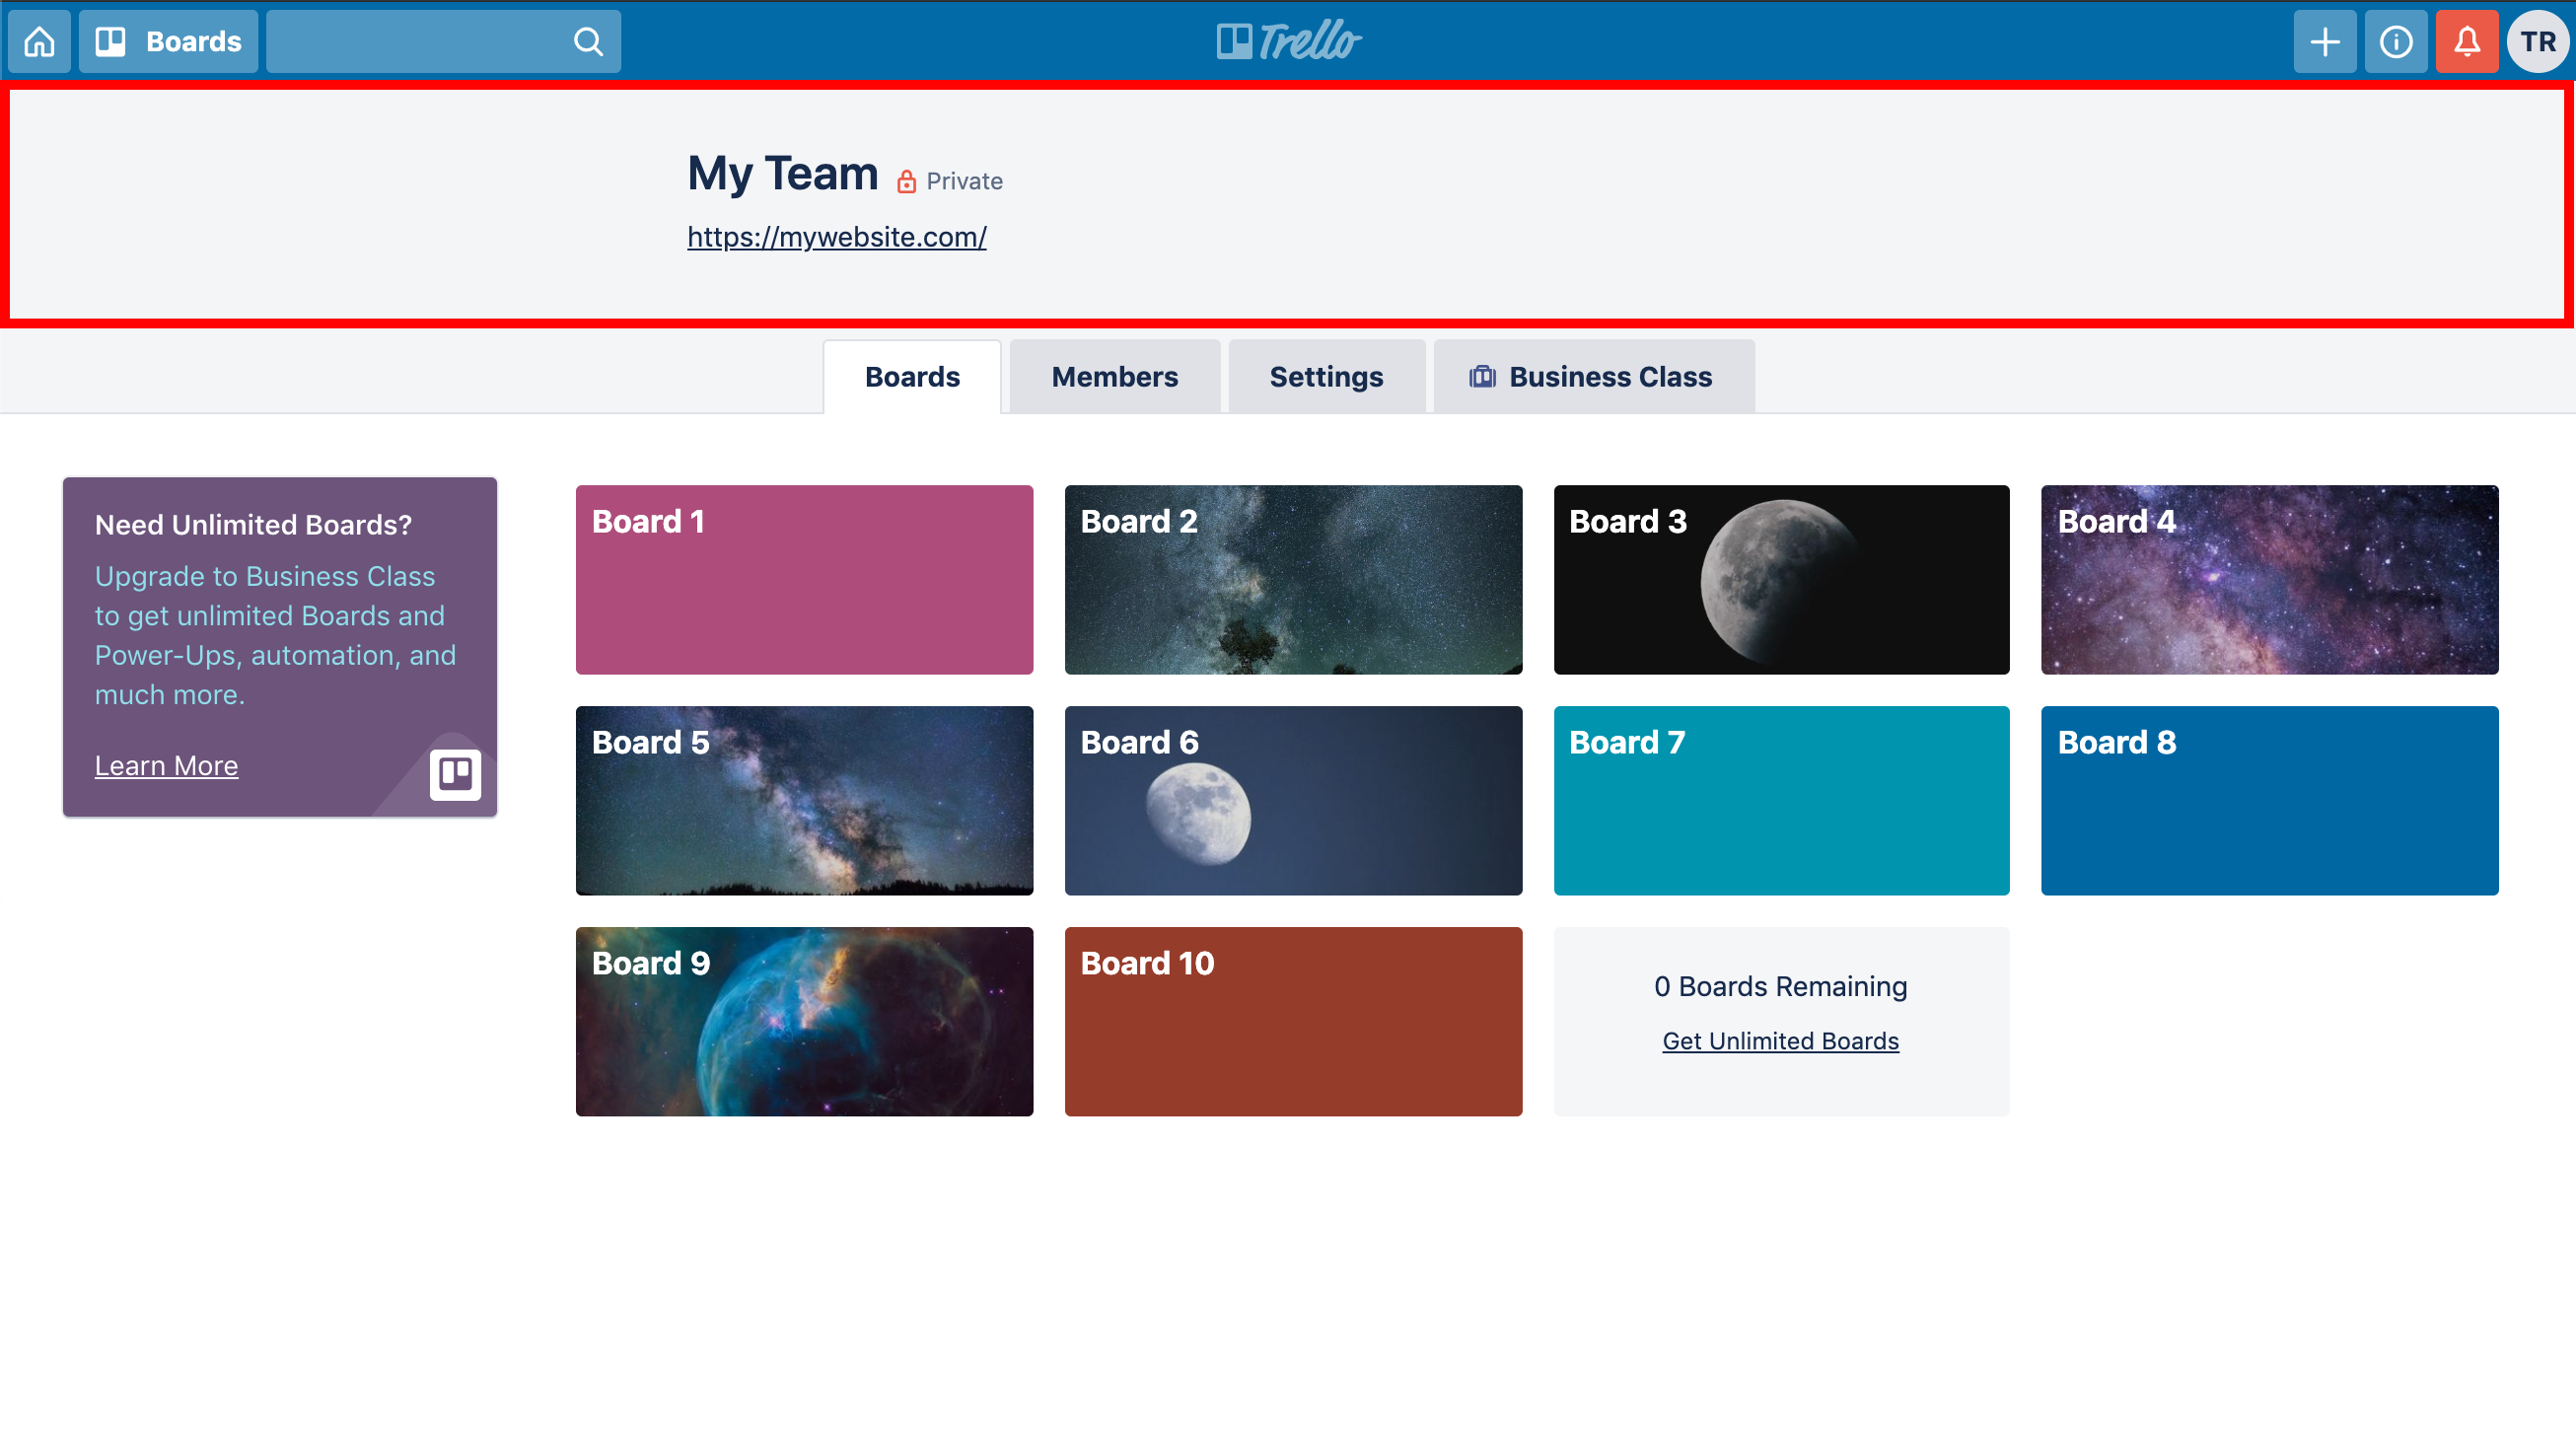 Boards
Trello
TR
My Team Private
https://mywebsite.com/
Boards Members Settings Business Class
Need Unlimited Boards?
Upgrade to Business Class
to get unlimited Boards and
Power-Ups, automation, and
much more.
Learn More
Board 1
Board 2
Board 3
Board 4
Board 5
Board 6
Board 7
Board 8
Board 9
Board 10
0 Boards Remaining
Get Unlimited Boards